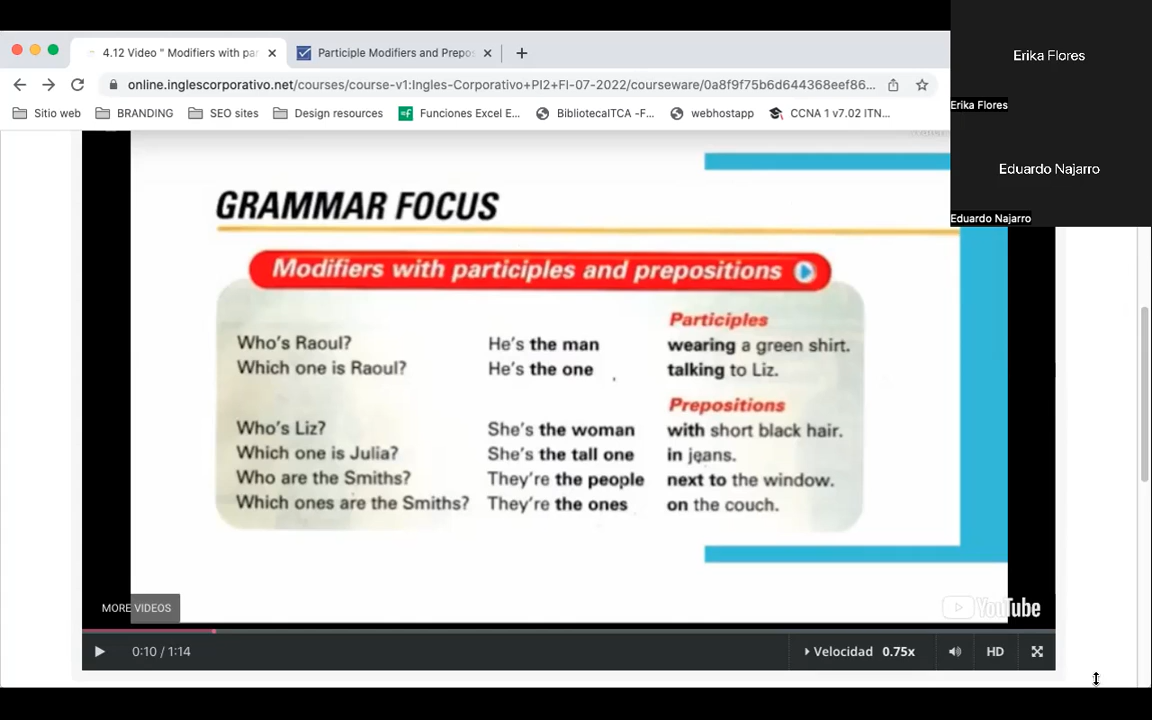 4.12 Video " Modifiers with pa
Participle Modifiers and Prepo
online.inglescorporativo.net/courses/course-v1:Ingles-Corporativo+PI2+FI-07-2022/courseware/0a8f9f75b6d644368eef86...
Sitio web
BRANDING
SEO sites
Design resources
Funciones Excel E...
BibliotecaITCA -F...
webhostapp
CCNA 1 v7.02 ITN...
Erika Flores
Erika Flores
Eduardo Najarro
Eduardo Najarro
GRAMMAR FOCUS
Modifiers with participles and prepositions
Participles
Who's Raoul? He's the man wearing a green shirt.
Which one is Raoul? He's the one talking to Liz.
Prepositions
Who's Liz? She's the woman with short black hair.
Which one is Julia? She's the tall one in jeans.
Who are the Smiths? They're the people next to the window.
Which ones are the Smiths? They're the ones on the couch.
MORE VIDEOS
YouTube
0:10 / 1:14
Velocidad 0.75x
HD